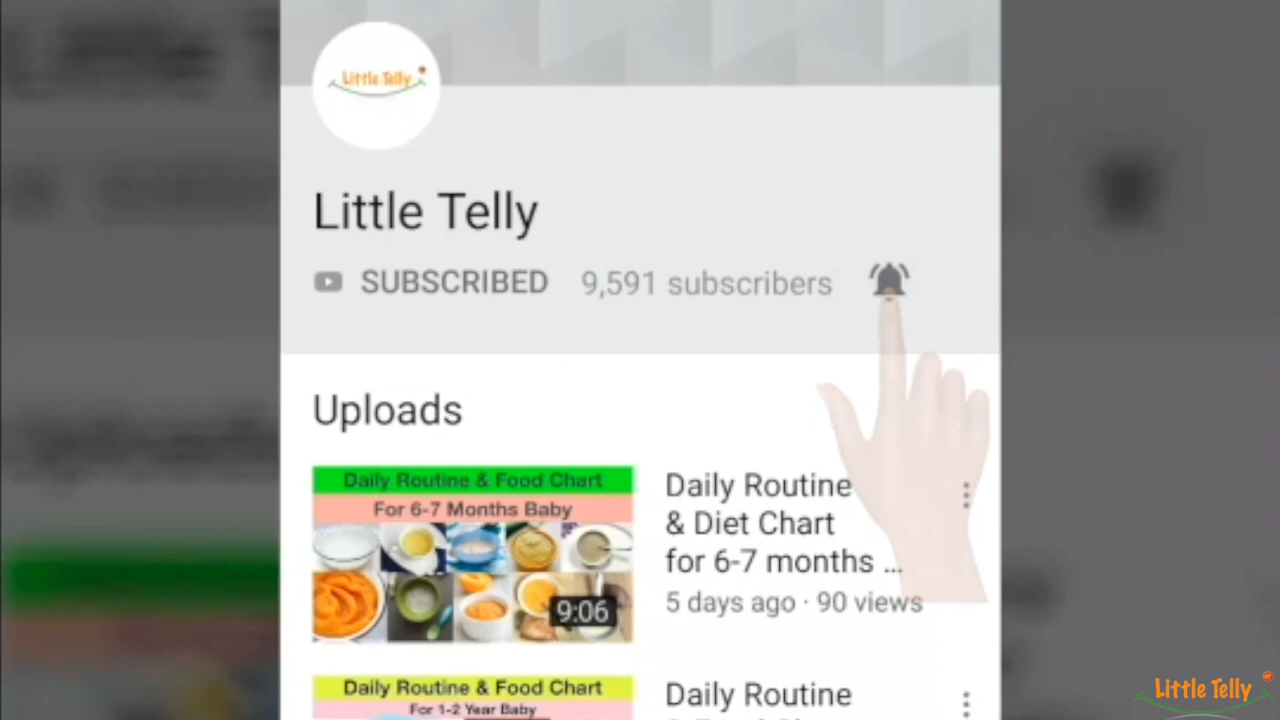 Little Telly
Little Telly
SUBSCRIBED 9,591 subscribers
Uploads
Daily Routine & Food Chart
For 6-7 Months Baby
9:06
Daily Routine
& Diet Chart
for 6-7 months ...
5 days ago · 90 views
Daily Routine & Food Chart
For 1-2 Year Baby
Daily Routine
Little Telly